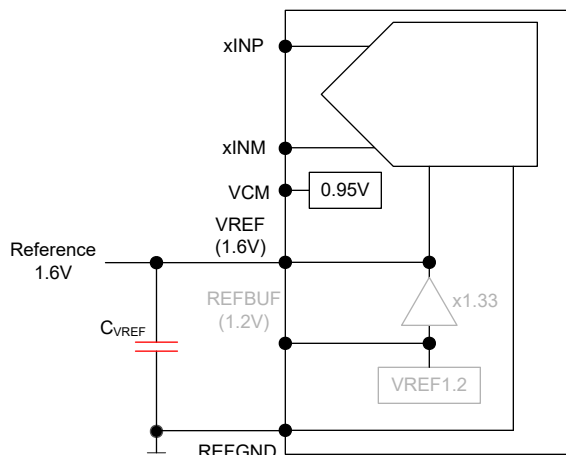 xINP
xINM
VCM
0.95V
VREF
(1.6V)
Reference
1.6V
REFBUF
(1.2V)
x1.33
CVREF
VREF1.2
REFGND